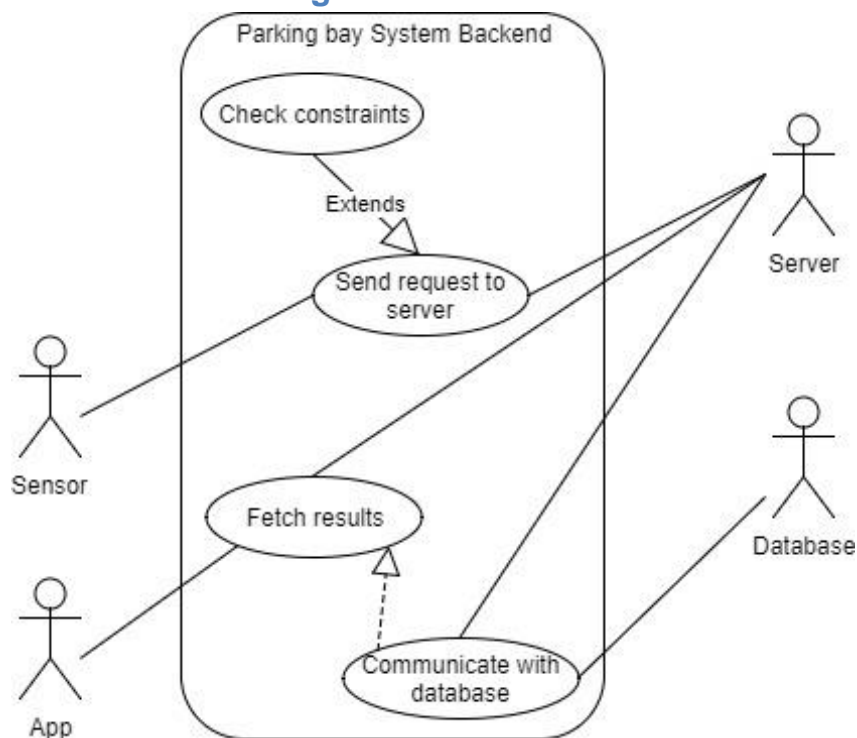 Parking bay System Backend
Check constraints
Extends
Send request to
server
Server
Sensor
Fetch results
Database
Communicate with
database
App